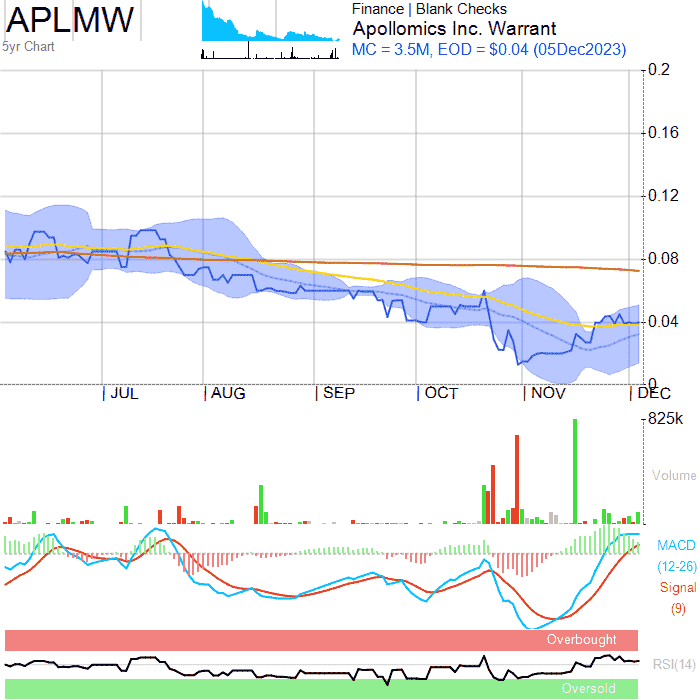 APLMW
5yr Chart
Finance | Blank Checks
Apollomics Inc. Warrant
MC = 3.5M, EOD = $0.04 (05Dec2023)
0.2
0.16
0.12
0.08
0.04
0
JUL AUG SEP OCT NOV DEC
825k
Volume
MACD
(12-26)
Signal
(9)
Overbought
RSI(14)
Oversold